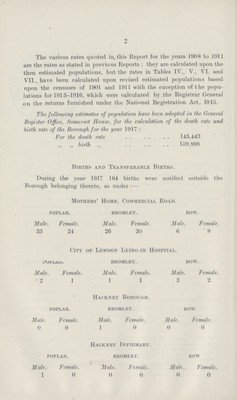 2
The various rates quoted in this Report for the years 1908 to 1911
are the rates as stated in previous Reports ; they are calculated upon the
then estimated populations, but the rates in Tables IV., V., VI. and
VII., have been calculated upon revised estimated populations based
upon the censuses of 1901 and 1911 with the exception of the popu-
lations for 1915-1916, which were calculated by the Registrar General
on the returns furnished under the National Registration Act, 1915.
The following estimates of population have been adopted in the General
Register Office, Somerset House, for the calculation of the death rate and
birth rate of the Borough for the year 1917 :
For the death rate .. .. .. .. 143,443
„ „ birth „ .. .. .. .. 159,898
Births and Transferable Births.
During the year 1917 164 births were notified outside the
Borough belonging thereto, as under :—
Mothers' Home, Commercial Road.
POPLAR. BROMLEY. BOW.
Male. Female. Male. Female. Male. Female.
33 24 26 20 6 8
City of London Lying in Hospital.
POPLAR. BROMLEY. BOW.
Male. Female. Male. Female. Male. Female.
2 1 1 1 2 2
Hackney Borough.
POPLAR. BROMLEY. BOW.
Male. Female. Male. Female. Male. Female.
0 0 1 0 0 0
Hackney Infirmary.
POPLAR. BROMLEY. BOW
Male. Female. Male. Female. Male. Female.
1 0 0 0 0 0